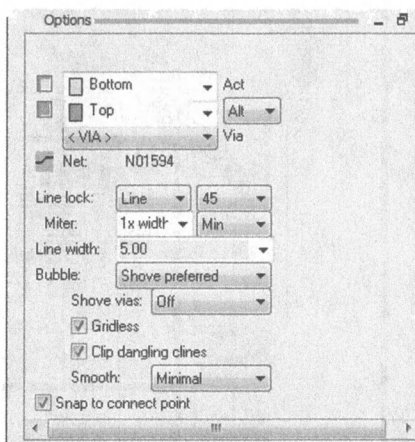 Options
Bottom Act
Top Alt
<VIA> Via
Net: N01594
Line lock: Line 45
Miter: 1x width Min
Line width: 5.00
Bubble: Shove preferred
Shove vias: Off
Gridless
Clip dangling clines
Smooth: Minimal
Snap to connect point